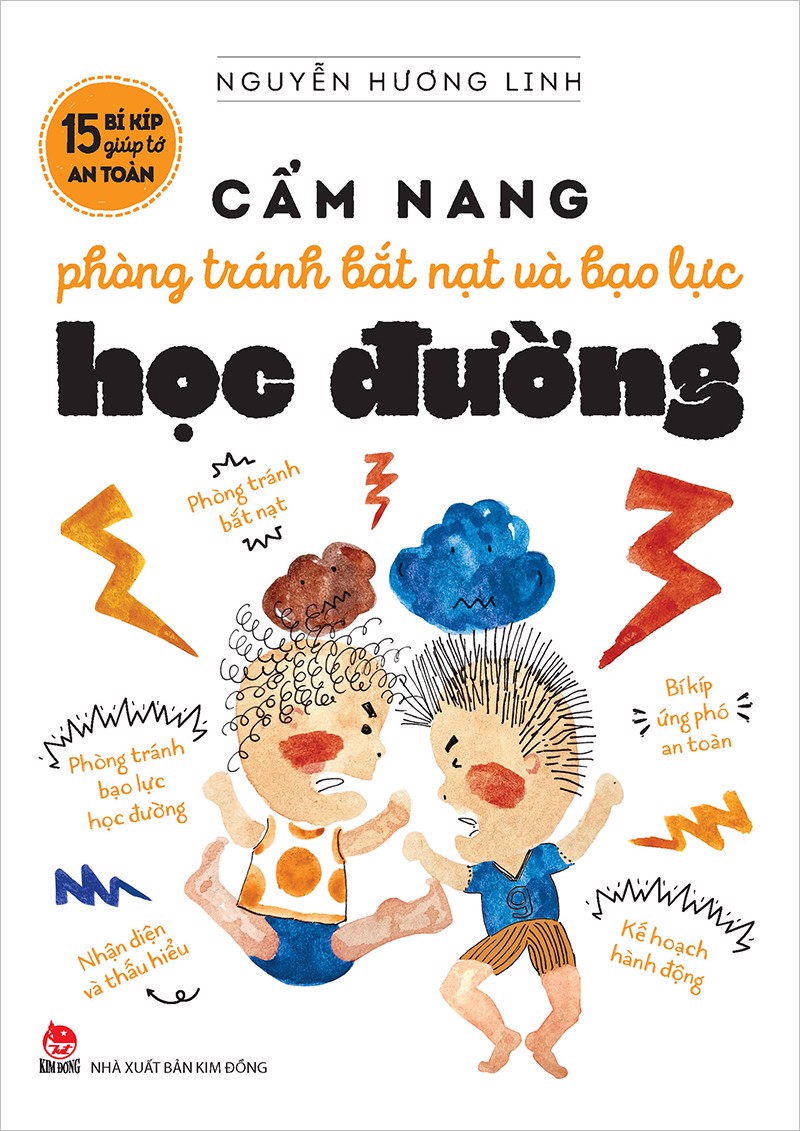 NGUYỄN HƯƠNG LINH
15 BÍ KÍP
giúp tớ
AN TOÀN
CẨM NANG
phòng tránh bắt nạt và bạo lực
học đường
Phòng tránh
bắt nạt
Bí kíp
ứng phó
an toàn
Phòng tránh
bạo lực
học đường
9
Nhận diện
và thấu hiểu
Kế hoạch
hành động
KIM ĐỒNG
NHÀ XUẤT BẢN KIM ĐỒNG